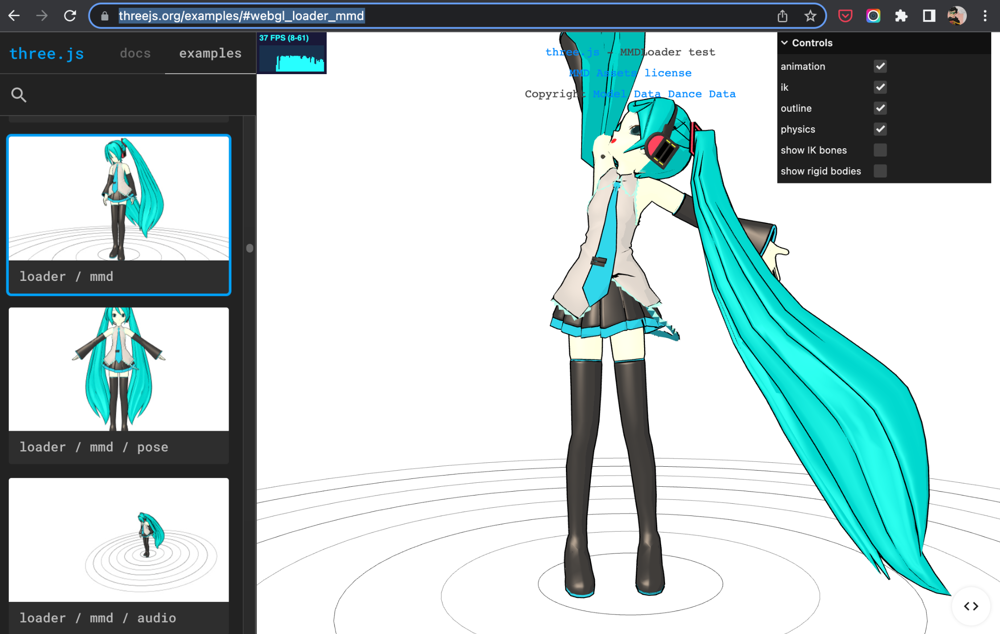 threejs.org/examples/#webgl_loader_mmd
three.js docs examples
37 FPS (8-61)
three.js - MMDLoader test
MMD Assets license
Copyright Model Data Dance Data
Controls
animation
ik
outline
physics
show IK bones
show rigid bodies
loader / mmd
loader / mmd / pose
loader / mmd / audio